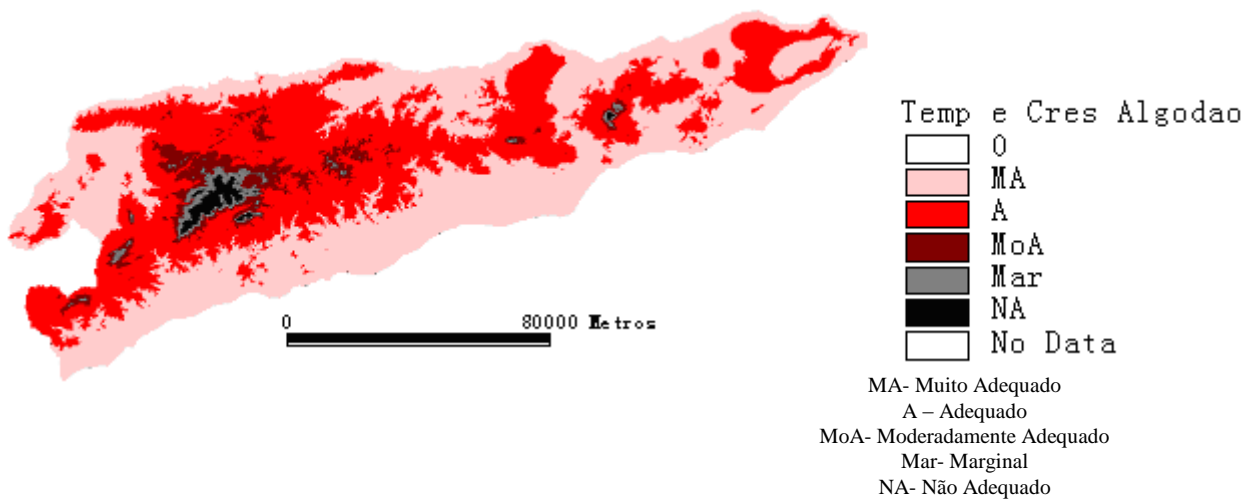 Temp e Cres Algodao
0
MA
A
MoA
Mar
NA
No Data
0 80000 Metros
MA- Muito Adequado
A – Adequado
MoA- Moderadamente Adequado
Mar- Marginal
NA- Não Adequado